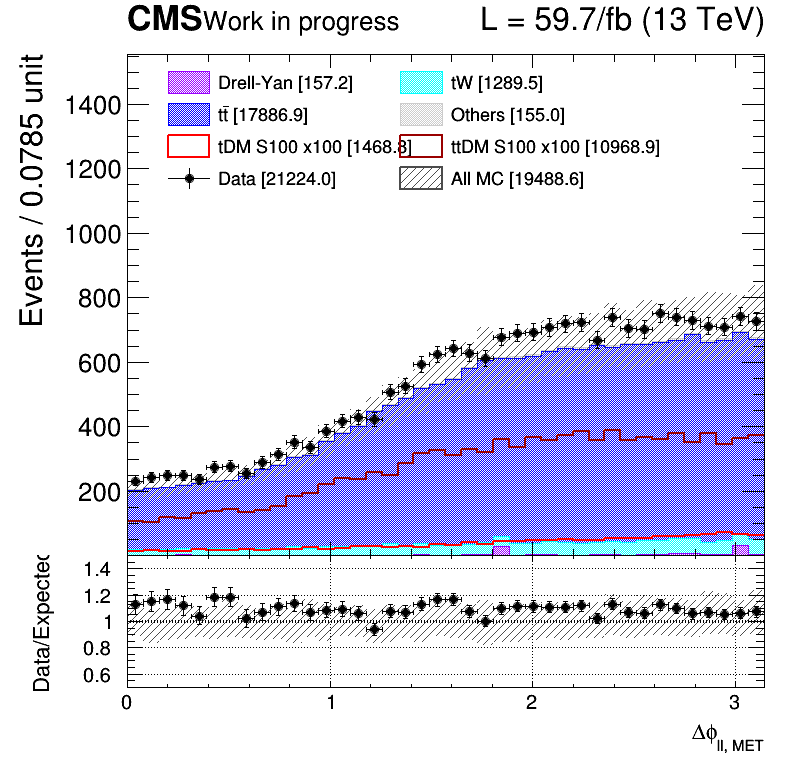 CMS Work in progress L = 59.7/fb (13 TeV)
Events / 0.0785 unit
1400
1200
1000
800
600
400
200
Drell-Yan [157.2] tW [1289.5]
tt̄ [17886.9] Others [155.0]
tDM S100 x100 [1468.8] ttDM S100 x100 [10968.9]
Data [21224.0] All MC [19488.6]
Data/Expected
1.4
1.2
1
0.8
0.6
0 1 2 3
Δϕll, MET